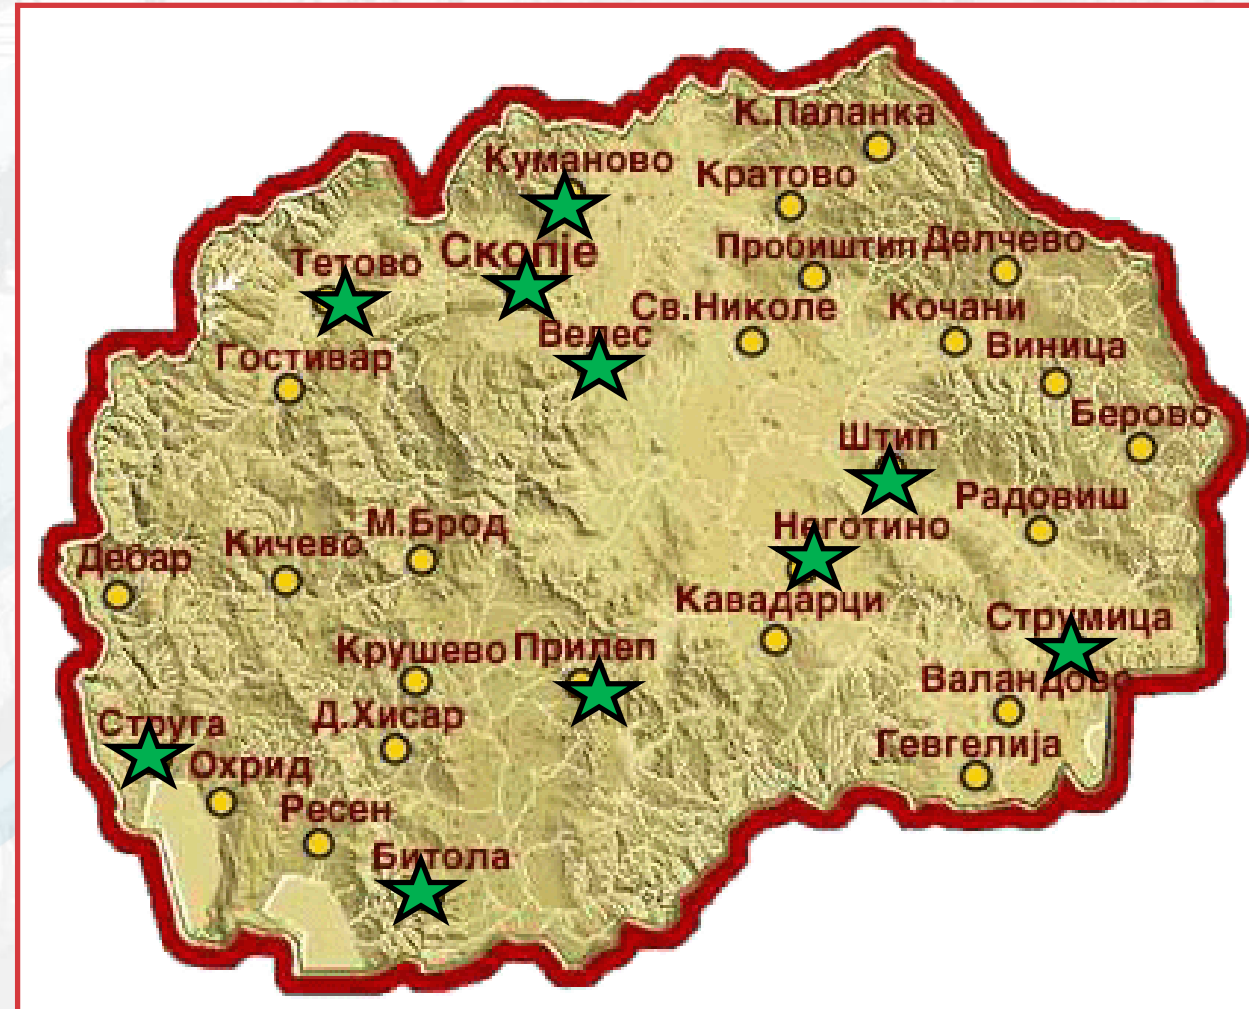 К.Паланка
Куманово
Кратово
Скопје
Пробиштип
Делчево
Тетово
Св.Николе
Кочани
Велес
Гостивар
Виница
Берово
Штип
Радовиш
М.Брод
Неготино
Кичево
Дебар
Кавадарци
Струмица
Крушево
Прилеп
Валандово
Струга
Д.Хисар
Гевгелија
Охрид
Ресен
Битола